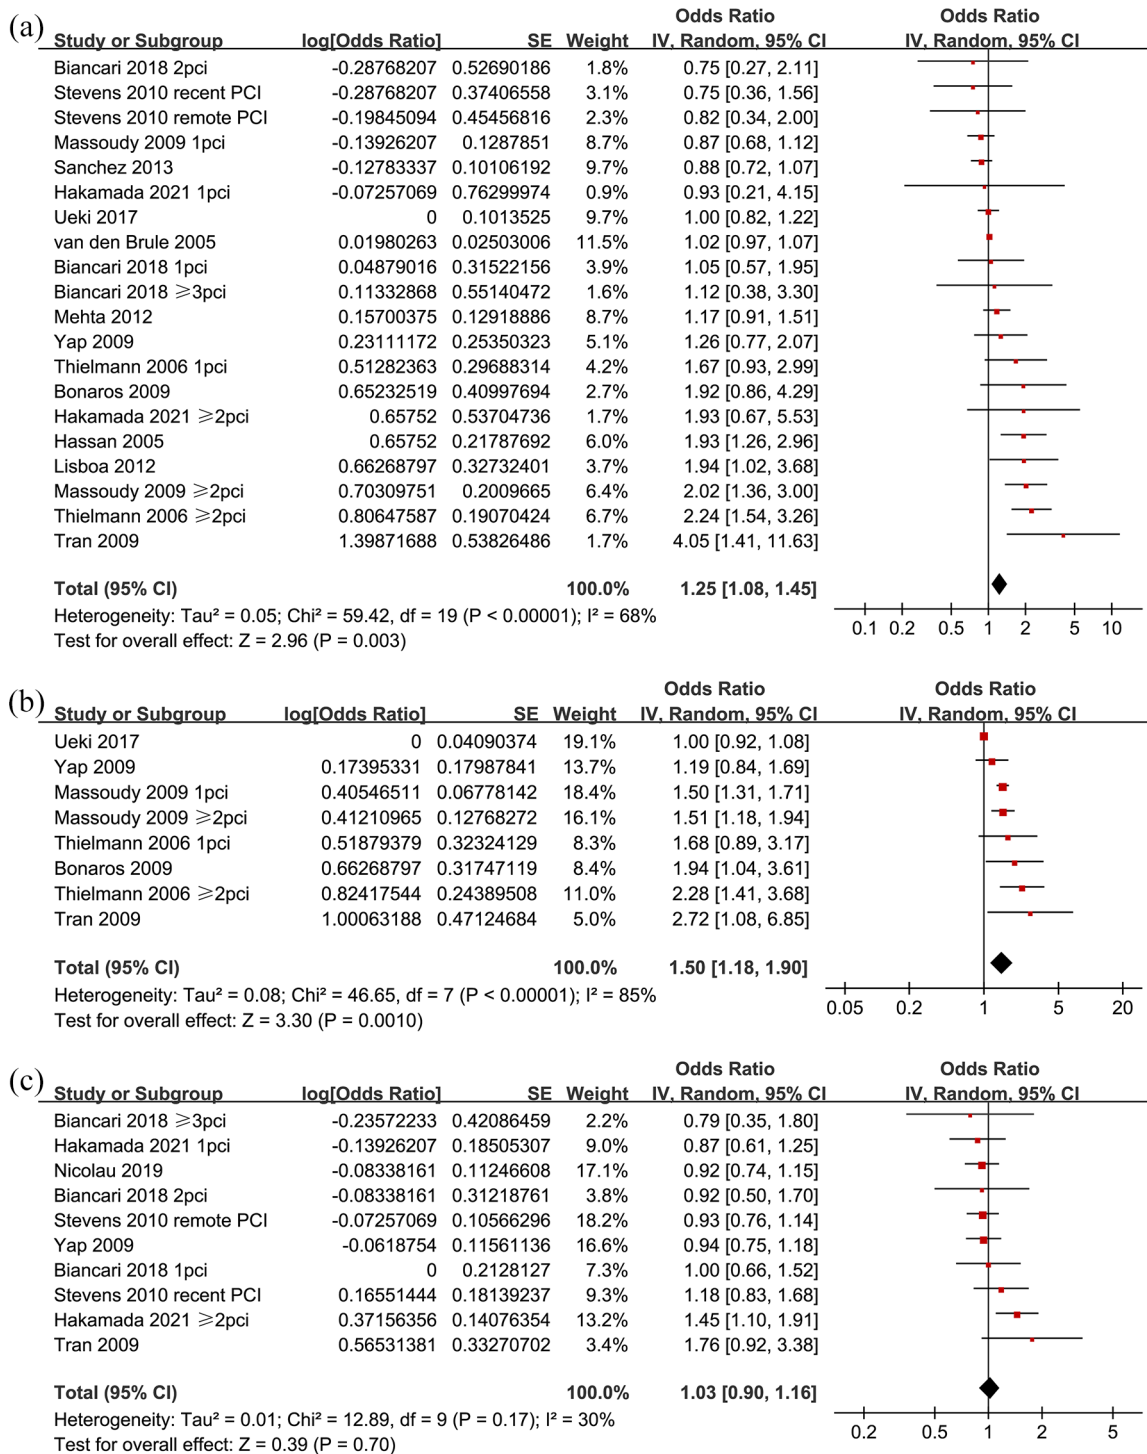 (a) Odds Ratio Odds Ratio
Study or Subgroup log[Odds Ratio] SE Weight IV, Random, 95% CI IV, Random, 95% CI
Biancari 2018 2pci -0.28768207 0.52690186 1.8% 0.75 [0.27, 2.11]
Stevens 2010 recent PCI -0.28768207 0.37406558 3.1% 0.75 [0.36, 1.56]
Stevens 2010 remote PCI -0.19845094 0.45456816 2.3% 0.82 [0.34, 2.00]
Massoudy 2009 1pci -0.13926207 0.1287851 8.7% 0.87 [0.68, 1.12]
Sanchez 2013 -0.12783337 0.10106192 9.7% 0.88 [0.72, 1.07]
Hakamada 2021 1pci -0.07257069 0.76299974 0.9% 0.93 [0.21, 4.15]
Ueki 2017 0 0.1013525 9.7% 1.00 [0.82, 1.22]
van den Brule 2005 0.01980263 0.02503006 11.5% 1.02 [0.97, 1.07]
Biancari 2018 1pci 0.04879016 0.31522156 3.9% 1.05 [0.57, 1.95]
Biancari 2018 ≥3pci 0.11332868 0.55140472 1.6% 1.12 [0.38, 3.30]
Mehta 2012 0.15700375 0.12918886 8.7% 1.17 [0.91, 1.51]
Yap 2009 0.23111172 0.25350323 5.1% 1.26 [0.77, 2.07]
Thielmann 2006 1pci 0.51282363 0.29688314 4.2% 1.67 [0.93, 2.99]
Bonaros 2009 0.65232519 0.40997694 2.7% 1.92 [0.86, 4.29]
Hakamada 2021 ≥2pci 0.65752 0.53704736 1.7% 1.93 [0.67, 5.53]
Hassan 2005 0.65752 0.21787692 6.0% 1.93 [1.26, 2.96]
Lisboa 2012 0.66268797 0.32732401 3.7% 1.94 [1.02, 3.68]
Massoudy 2009 ≥2pci 0.70309751 0.2009665 6.4% 2.02 [1.36, 3.00]
Thielmann 2006 ≥2pci 0.80647587 0.19070424 6.7% 2.24 [1.54, 3.26]
Tran 2009 1.39871688 0.53826486 1.7% 4.05 [1.41, 11.63]
Total (95% CI) 100.0% 1.25 [1.08, 1.45]
Heterogeneity: Tau² = 0.05; Chi² = 59.42, df = 19 (P < 0.00001); I² = 68%
0.1 0.2 0.5 1 2 5 10
Test for overall effect: Z = 2.96 (P = 0.003)
(b) Odds Ratio Odds Ratio
Study or Subgroup log[Odds Ratio] SE Weight IV, Random, 95% CI IV, Random, 95% CI
Ueki 2017 0 0.04090374 19.1% 1.00 [0.92, 1.08]
Yap 2009 0.17395331 0.17987841 13.7% 1.19 [0.84, 1.69]
Massoudy 2009 1pci 0.40546511 0.06778142 18.4% 1.50 [1.31, 1.71]
Massoudy 2009 ≥2pci 0.41210965 0.12768272 16.1% 1.51 [1.18, 1.94]
Thielmann 2006 1pci 0.51879379 0.32324129 8.3% 1.68 [0.89, 3.17]
Bonaros 2009 0.66268797 0.31747119 8.4% 1.94 [1.04, 3.61]
Thielmann 2006 ≥2pci 0.82417544 0.24389508 11.0% 2.28 [1.41, 3.68]
Tran 2009 1.00063188 0.47124684 5.0% 2.72 [1.08, 6.85]
Total (95% CI) 100.0% 1.50 [1.18, 1.90]
Heterogeneity: Tau² = 0.08; Chi² = 46.65, df = 7 (P < 0.00001); I² = 85%
0.05 0.2 1 5 20
Test for overall effect: Z = 3.30 (P = 0.0010)
(c) Odds Ratio Odds Ratio
Study or Subgroup log[Odds Ratio] SE Weight IV, Random, 95% CI IV, Random, 95% CI
Biancari 2018 ≥3pci -0.23572233 0.42086459 2.2% 0.79 [0.35, 1.80]
Hakamada 2021 1pci -0.13926207 0.18505307 9.0% 0.87 [0.61, 1.25]
Nicolau 2019 -0.08338161 0.11246608 17.1% 0.92 [0.74, 1.15]
Biancari 2018 2pci -0.08338161 0.31218761 3.8% 0.92 [0.50, 1.70]
Stevens 2010 remote PCI -0.07257069 0.10566296 18.2% 0.93 [0.76, 1.14]
Yap 2009 -0.0618754 0.11561136 16.6% 0.94 [0.75, 1.18]
Biancari 2018 1pci 0 0.2128127 7.3% 1.00 [0.66, 1.52]
Stevens 2010 recent PCI 0.16551444 0.18139237 9.3% 1.18 [0.83, 1.68]
Hakamada 2021 ≥2pci 0.37156356 0.14076354 13.2% 1.45 [1.10, 1.91]
Tran 2009 0.56531381 0.33270702 3.4% 1.76 [0.92, 3.38]
Total (95% CI) 100.0% 1.03 [0.90, 1.16]
Heterogeneity: Tau² = 0.01; Chi² = 12.89, df = 9 (P = 0.17); I² = 30%
0.2 0.5 1 2 5
Test for overall effect: Z = 0.39 (P = 0.70)